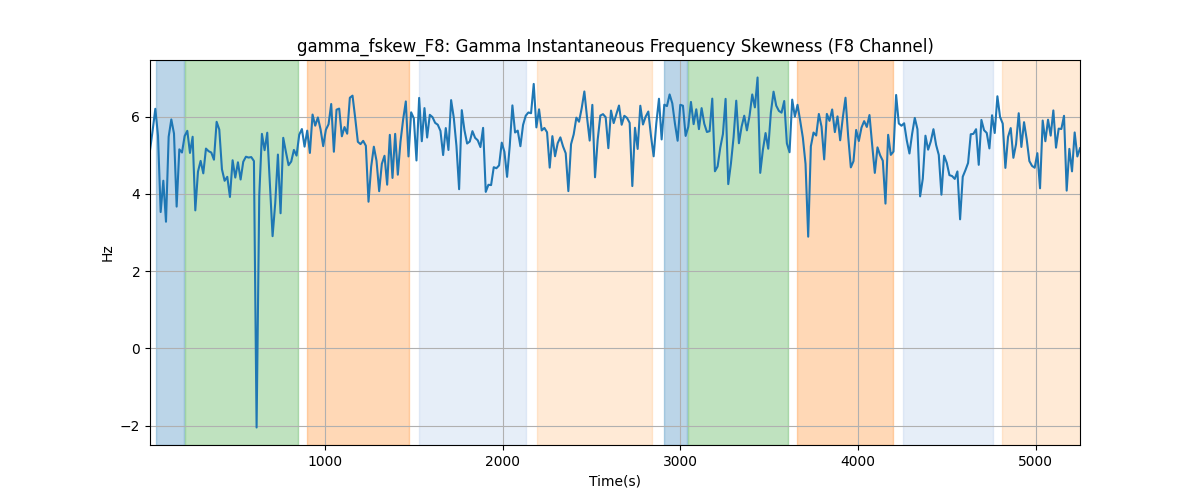 gamma_fskew_F8: Gamma Instantaneous Frequency Skewness (F8 Channel)
Hz
6
4
2
0
−2
1000 2000 3000 4000 5000
Time(s)